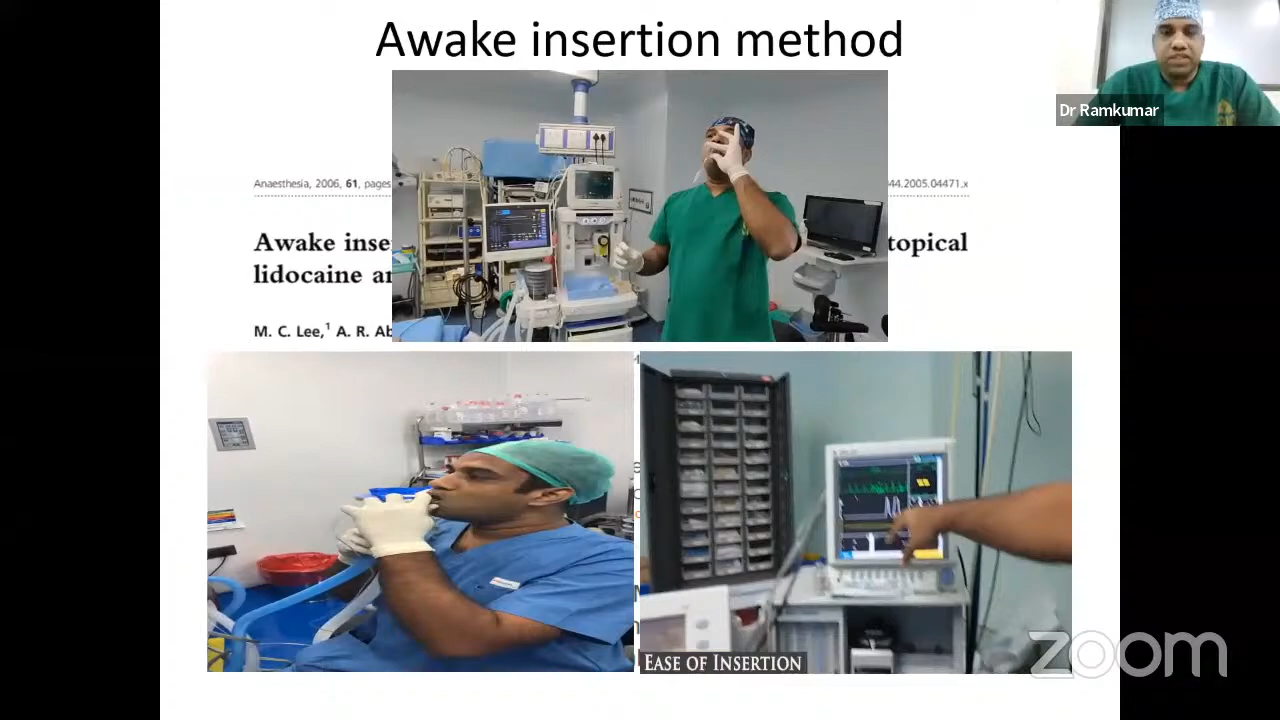 Awake insertion method
Dr Ramkumar
Anaesthesia, 2006, 61, pages
44.2005.04471.x
Awake inse
topical
lidocaine a
M. C. Lee,1 A. R. Ab
EASE OF INSERTION
zoom